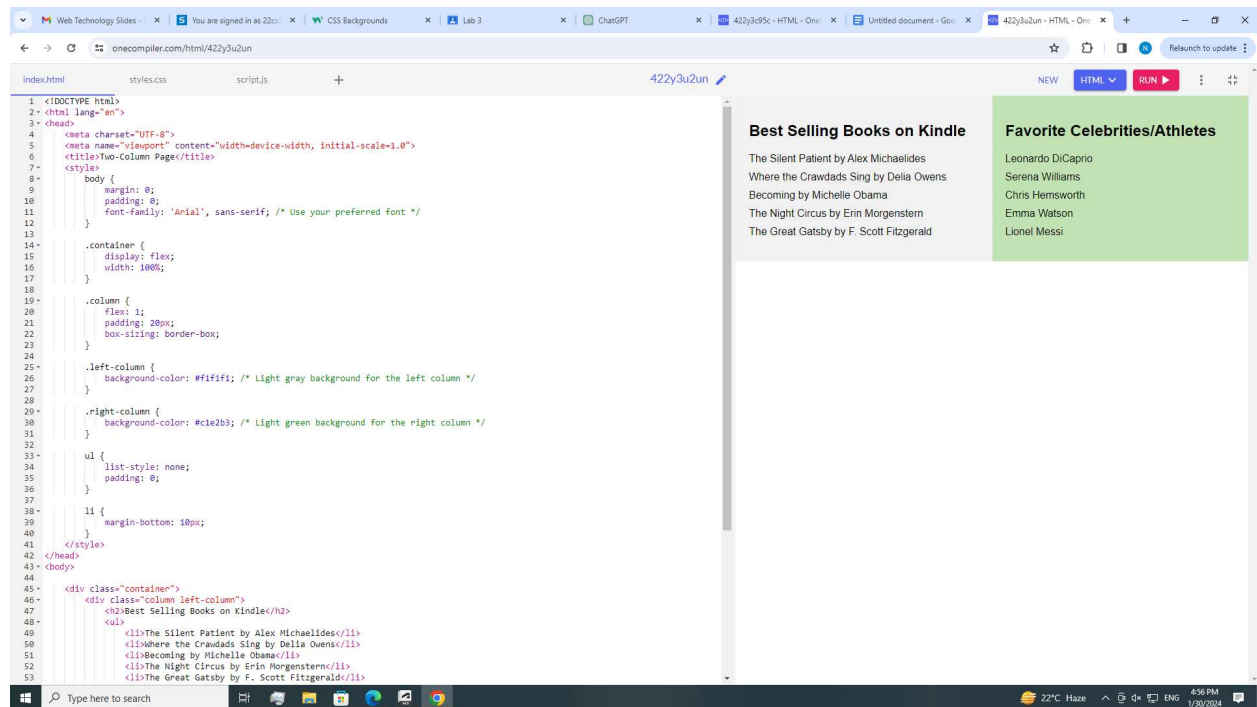 Web Technology Slides -
You are signed in as 22cs
CSS Backgrounds
Lab 3
ChatGPT
422y3c95c - HTML - One
Untitled document - Goo
422y3u2un - HTML - One
onecompiler.com/html/422y3u2un
N
Relaunch to update
index.html
styles.css
script.js
422y3u2un
NEW
HTML
RUN
1 <!DOCTYPE html>
2 <html lang="en">
3 <head>
4 <meta charset="UTF-8">
5 <meta name="viewport" content="width=device-width, initial-scale=1.0">
6 <title>Two-Column Page</title>
7 <style>
8 body {
9 margin: 0;
10 padding: 0;
11 font-family: 'Arial', sans-serif; /* Use your preferred font */
12 }
13
14 .container {
15 display: flex;
16 width: 100%;
17 }
18
19 .column {
20 flex: 1;
21 padding: 20px;
22 box-sizing: border-box;
23 }
24
25 .left-column {
26 background-color: #f1f1f1; /* Light gray background for the left column */
27 }
28
29 .right-column {
30 background-color: #c1e2b3; /* Light green background for the right column */
31 }
32
33 ul {
34 list-style: none;
35 padding: 0;
36 }
37
38 li {
39 margin-bottom: 10px;
40 }
41 </style>
42 </head>
43 <body>
44
45 <div class="container">
46 <div class="column left-column">
47 <h2>Best Selling Books on Kindle</h2>
48 <ul>
49 <li>The Silent Patient by Alex Michaelides</li>
50 <li>Where the Crawdads Sing by Delia Owens</li>
51 <li>Becoming by Michelle Obama</li>
52 <li>The Night Circus by Erin Morgenstern</li>
53 <li>The Great Gatsby by F. Scott Fitzgerald</li>
Best Selling Books on Kindle
The Silent Patient by Alex Michaelides
Where the Crawdads Sing by Delia Owens
Becoming by Michelle Obama
The Night Circus by Erin Morgenstern
The Great Gatsby by F. Scott Fitzgerald
Favorite Celebrities/Athletes
Leonardo DiCaprio
Serena Williams
Chris Hemsworth
Emma Watson
Lionel Messi
Type here to search
22°C Haze
ENG
4:56 PM
1/30/2024